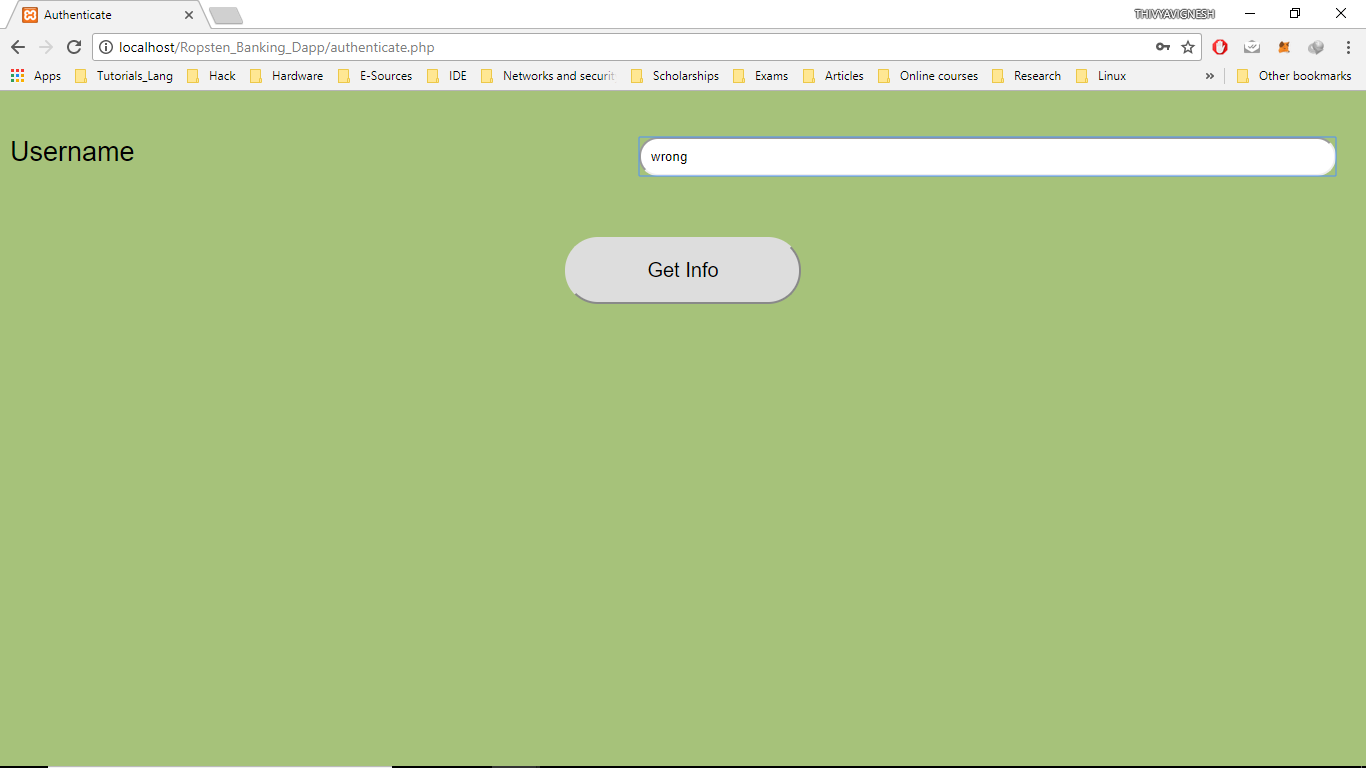 Authenticate
THIVYAVIGNESH
localhost/Ropsten_Banking_Dapp/authenticate.php
Apps Tutorials_Lang Hack Hardware E-Sources IDE Networks and securit Scholarships Exams Articles Online courses Research Linux » Other bookmarks
Username
wrong
Get Info